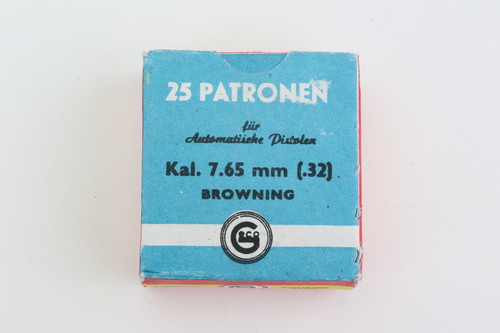 25 PATRONEN
für
Automatische Pistolen
Kal. 7.65 mm (.32)
BROWNING
GECO